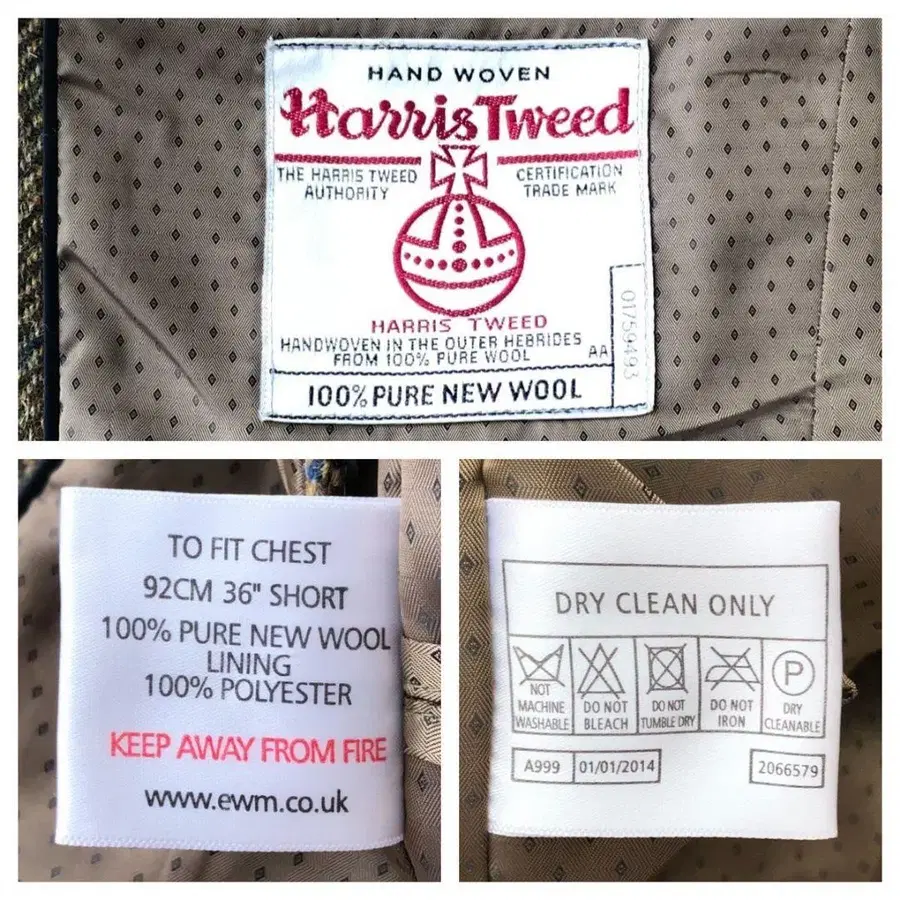 HAND WOVEN
Harris Tweed
THE HARRIS TWEED
AUTHORITY
CERTIFICATION
TRADE MARK
HARRIS TWEED
HANDWOVEN IN THE OUTER HEBRIDES
FROM 100% PURE WOOL
AA
01759493
100% PURE NEW WOOL
TO FIT CHEST
92CM 36" SHORT
100% PURE NEW WOOL
LINING
100% POLYESTER
KEEP AWAY FROM FIRE
www.ewm.co.uk
DRY CLEAN ONLY
NOT
MACHINE
WASHABLE
DO NOT
BLEACH
DO NOT
TUMBLE DRY
DO NOT
IRON
P
DRY
CLEANABLE
A999
01/01/2014
2066579